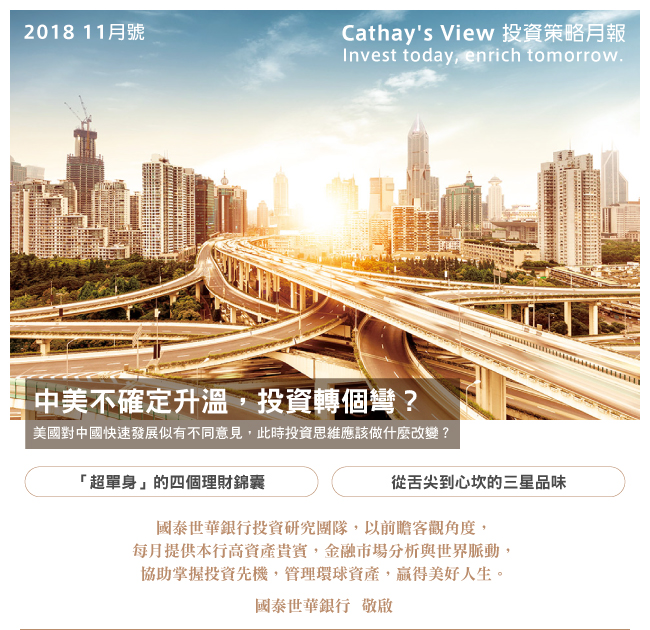 2018 11月號
Cathay's View 投資策略月報
Invest today, enrich tomorrow.
中美不確定升溫，投資轉個彎？
美國對中國快速發展似有不同意見，此時投資思維應該做什麼改變？
「超單身」的四個理財錦囊
從舌尖到心坎的三星品味
國泰世華銀行投資研究團隊，以前瞻客觀角度，
每月提供本行高資產貴賓，金融市場分析與世界脈動，
協助掌握投資先機，管理環球資產，贏得美好人生。
國泰世華銀行 敬啟